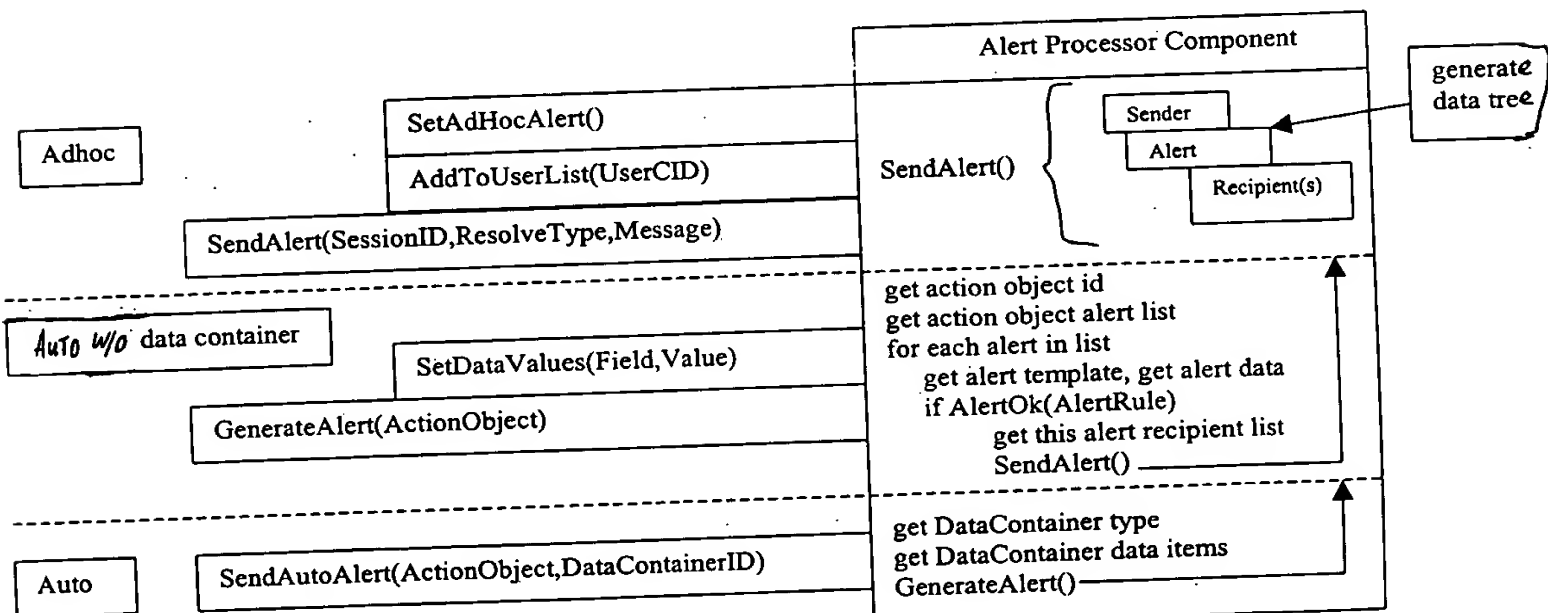 Alert Processor Component
generate
data tree
Adhoc
SetAdHocAlert()
AddToUserList(UserCID)
SendAlert(SessionID,ResolveType,Message)
SendAlert()
Sender
Alert
Recipient(s)
AUTO W/O data container
SetDataValues(Field,Value)
GenerateAlert(ActionObject)
get action object id
get action object alert list
for each alert in list
get alert template, get alert data
if AlertOk(AlertRule)
get this alert recipient list
SendAlert()
Auto
SendAutoAlert(ActionObject,DataContainerID)
get DataContainer type
get DataContainer data items
GenerateAlert()